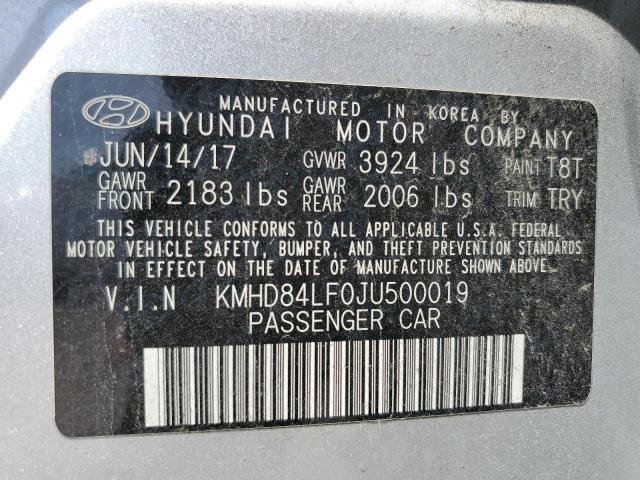 MANUFACTURED IN KOREA BY
HYUNDAI MOTOR COMPANY
JUN/14/17 GVWR 3924 lbs PAINT T8T
GAWR FRONT 2183 lbs GAWR REAR 2006 lbs TRIM TRY
THIS VEHICLE CONFORMS TO ALL APPLICABLE U.S.A. FEDERAL
MOTOR VEHICLE SAFETY, BUMPER, AND THEFT PREVENTION STANDARDS
IN EFFECT ON THE DATE OF MANUFACTURE SHOWN ABOVE.
V.I.N KMHD84LF0JU500019
PASSENGER CAR